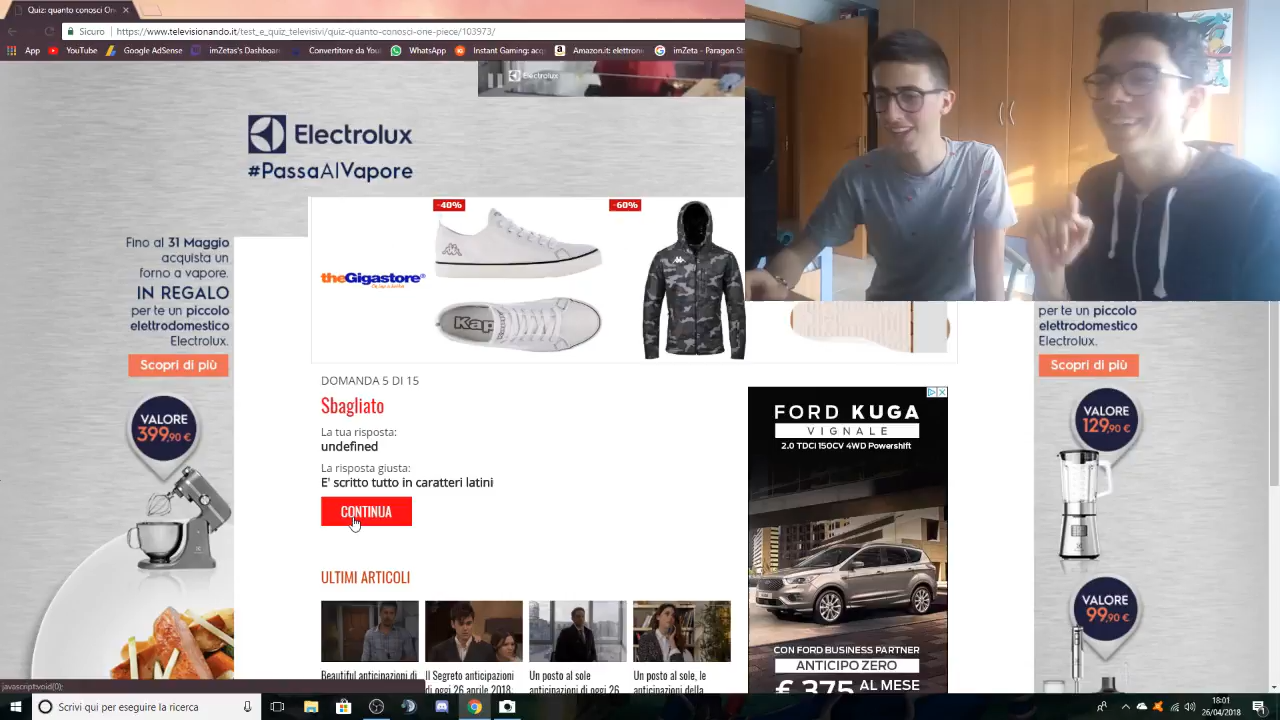 Quiz: quanto conosci On
Sicuro
https://www.televisionando.it/test_e_quiz_televisivi/quiz-quanto-conosci-one-piece/103973/
App
YouTube
Google AdSense
imZetas's Dashboard
Convertitore da You
WhatsApp
Instant Gaming: acq
Amazon.it: elettron
imZeta - Paragon St
Electrolux
Electrolux
#PassaAlVapore
-40%
-60%
Fino al 31 Maggio
acquista un
forno a vapore.
IN REGALO
per te un piccolo
elettrodomestico
Electrolux.
Scopri di più
VALORE
399,90 €
theGigastore
Kap
DOMANDA 5 DI 15
Sbagliato
La tua risposta:
undefined
La risposta giusta:
E' scritto tutto in caratteri latini
CONTINUA
ULTIMI ARTICOLI
Beautiful anticipazioni di
Il Segreto anticipazioni
di oggi 26 aprile 2018:
Un posto al sole
anticipazioni di oggi 26
Un posto al sole, le
anticipazioni della
FORD KUGA
VIGNALE
2.0 TDCI 150CV 4WD Powershift
CON FORD BUSINESS PARTNER
ANTICIPO ZERO
€ 375 AL MESE
per te un piccolo
elettrodomestico
Electrolux.
Scopri di più
VALORE
129,90 €
VALORE
99,90 €
javascript:void(0);
Scrivi qui per eseguire la ricerca
18:01
26/04/2018